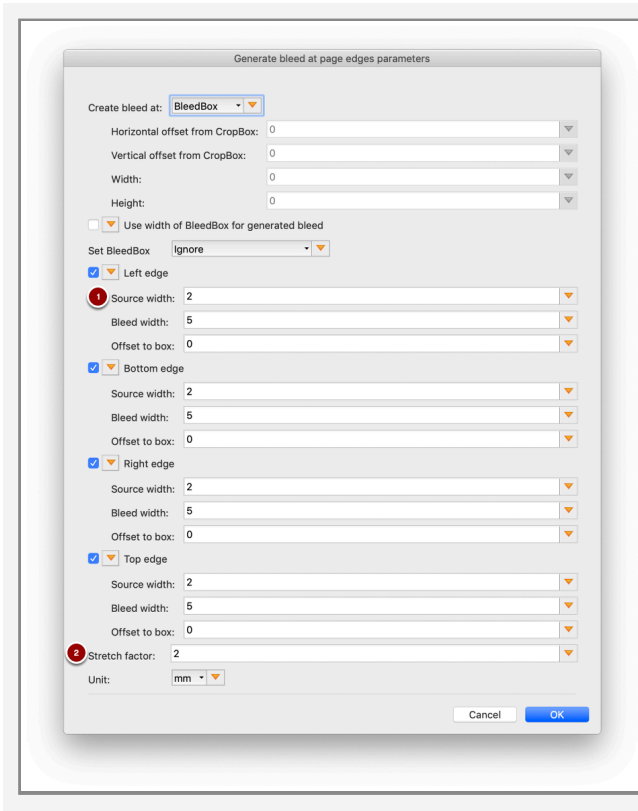 Generate bleed at page edges parameters
Create bleed at: BleedBox
Horizontal offset from CropBox: 0
Vertical offset from CropBox: 0
Width: 0
Height: 0
Use width of BleedBox for generated bleed
Set BleedBox Ignore
Left edge
1 Source width: 2
Bleed width: 5
Offset to box: 0
Bottom edge
Source width: 2
Bleed width: 5
Offset to box: 0
Right edge
Source width: 2
Bleed width: 5
Offset to box: 0
Top edge
Source width: 2
Bleed width: 5
Offset to box: 0
2 Stretch factor: 2
Unit: mm
Cancel OK